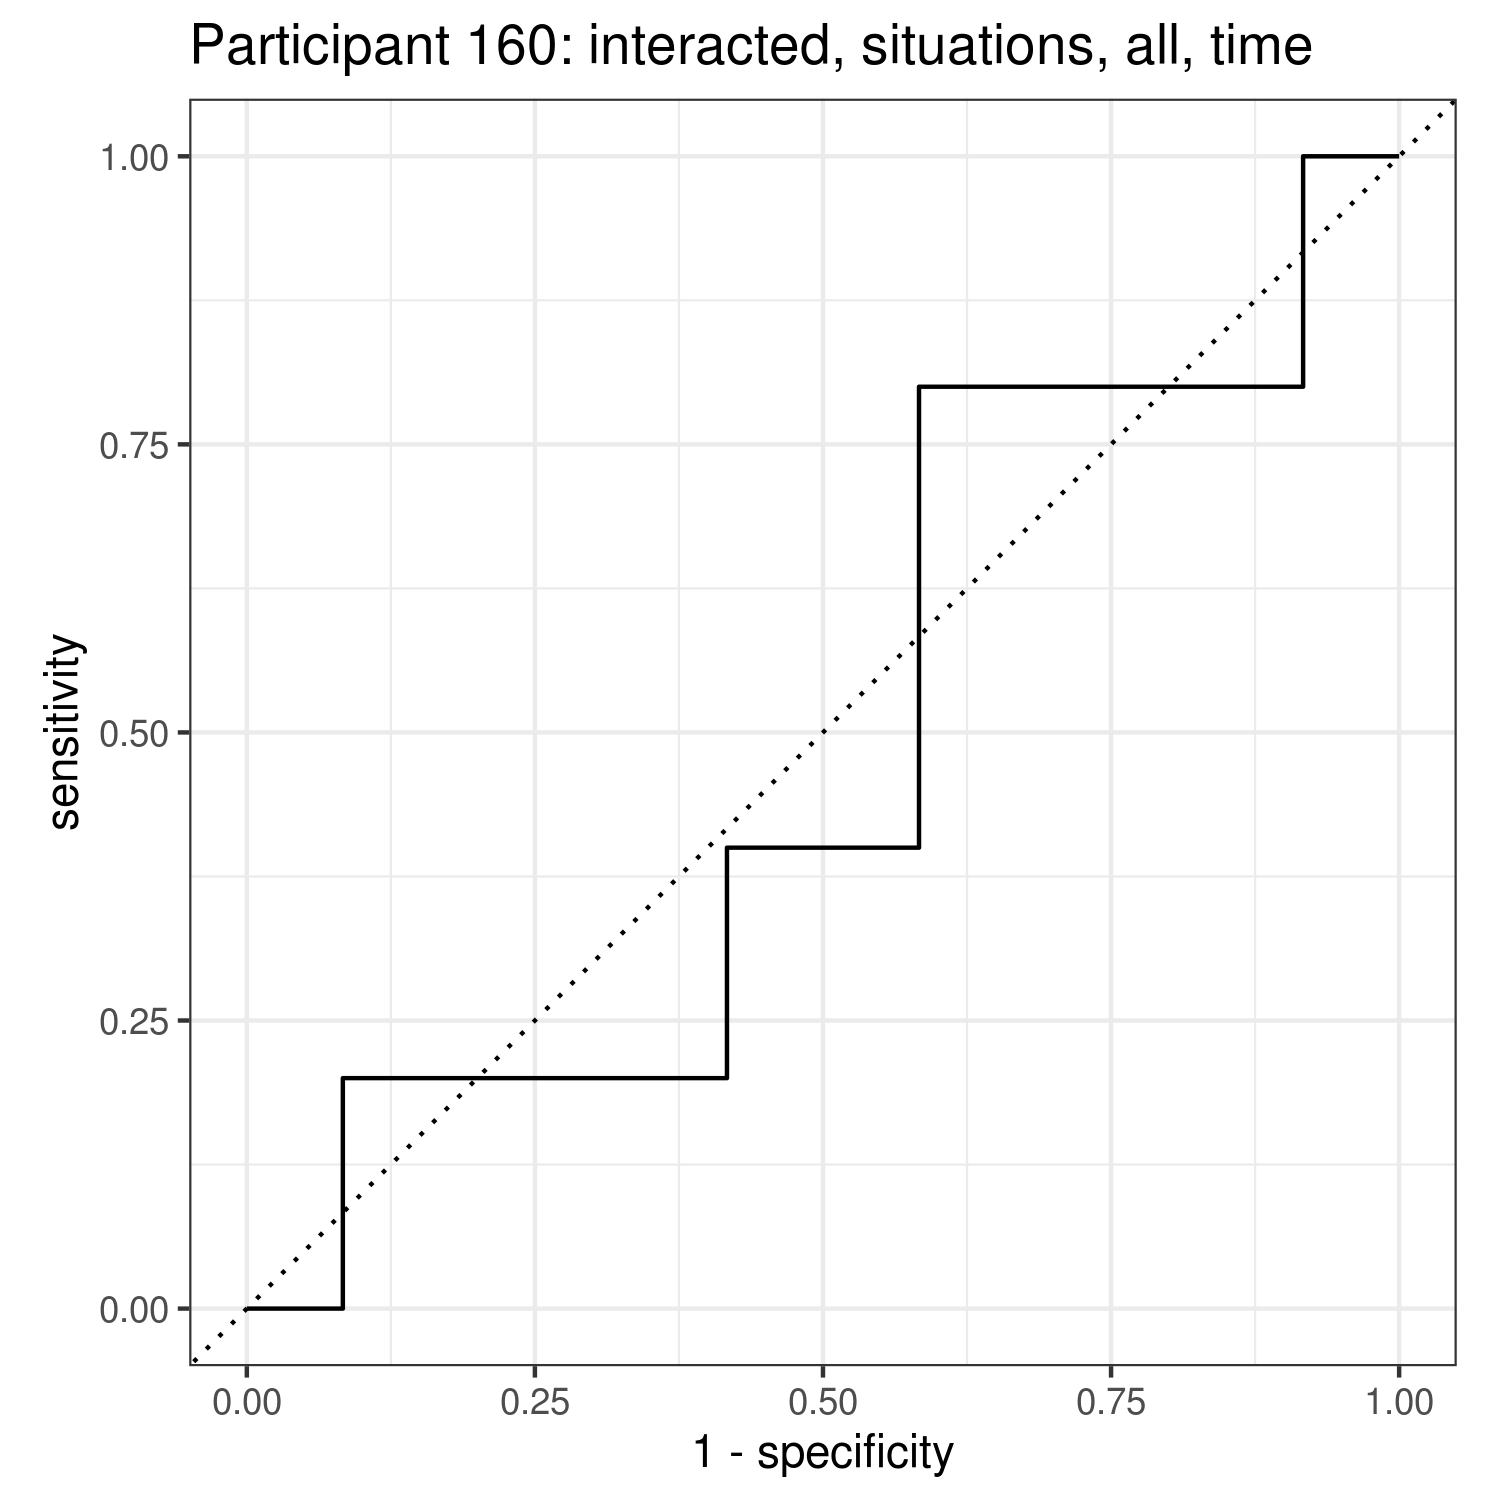 Participant 160: interacted, situations, all, time
1.00
0.75
0.50
0.25
0.00
sensitivity
0.00 0.25 0.50 0.75 1.00
1 - specificity